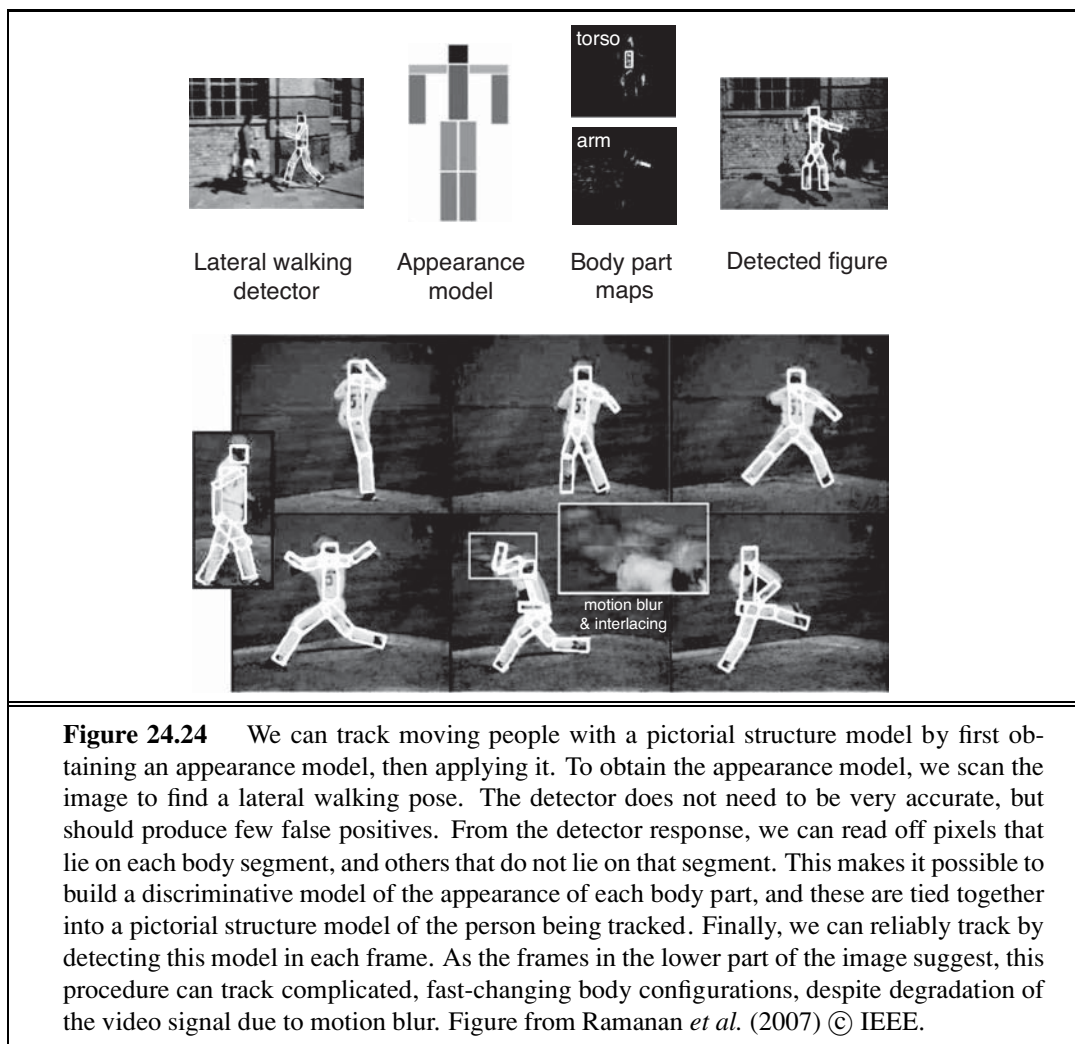 torso
arm
Lateral walking
detector
Appearance
model
Body part
maps
Detected figure
motion blur
& interlacing
Figure 24.24 We can track moving people with a pictorial structure model by first ob-
taining an appearance model, then applying it. To obtain the appearance model, we scan the
image to find a lateral walking pose. The detector does not need to be very accurate, but
should produce few false positives. From the detector response, we can read off pixels that
lie on each body segment, and others that do not lie on that segment. This makes it possible to
build a discriminative model of the appearance of each body part, and these are tied together
into a pictorial structure model of the person being tracked. Finally, we can reliably track by
detecting this model in each frame. As the frames in the lower part of the image suggest, this
procedure can track complicated, fast-changing body configurations, despite degradation of
the video signal due to motion blur. Figure from Ramanan et al. (2007) © IEEE.